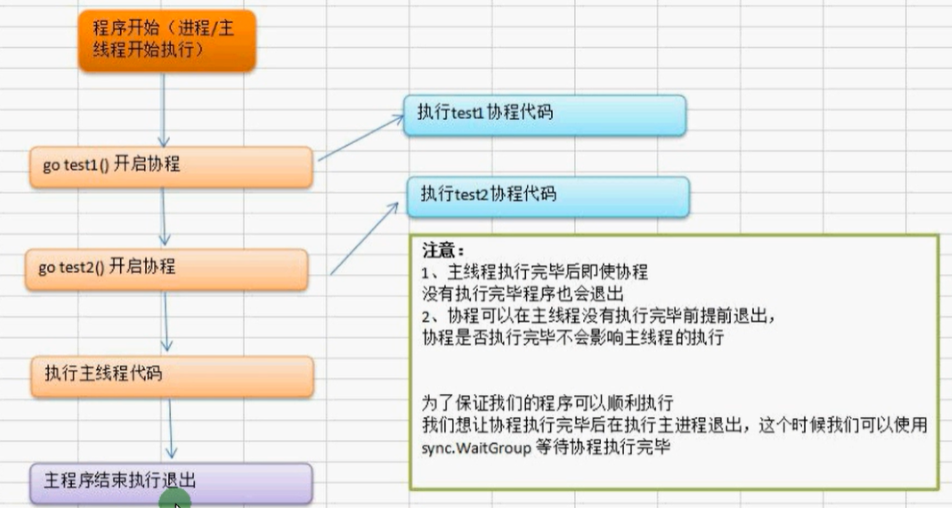 程序开始（进程/主
线程开始执行）
go test1() 开启协程
执行test1协程代码
go test2() 开启协程
执行test2协程代码
执行主线程代码
主程序结束执行退出
注意：
1、主线程执行完毕后即使协程
没有执行完毕程序也会退出
2、协程可以在主线程没有执行完毕前提前退出，
协程是否执行完毕不会影响主线程的执行
为了保证我们的程序可以顺利执行
我们想让协程执行完毕后在执行主进程退出，这个时候我们可以使用
sync.WaitGroup 等待协程执行完毕